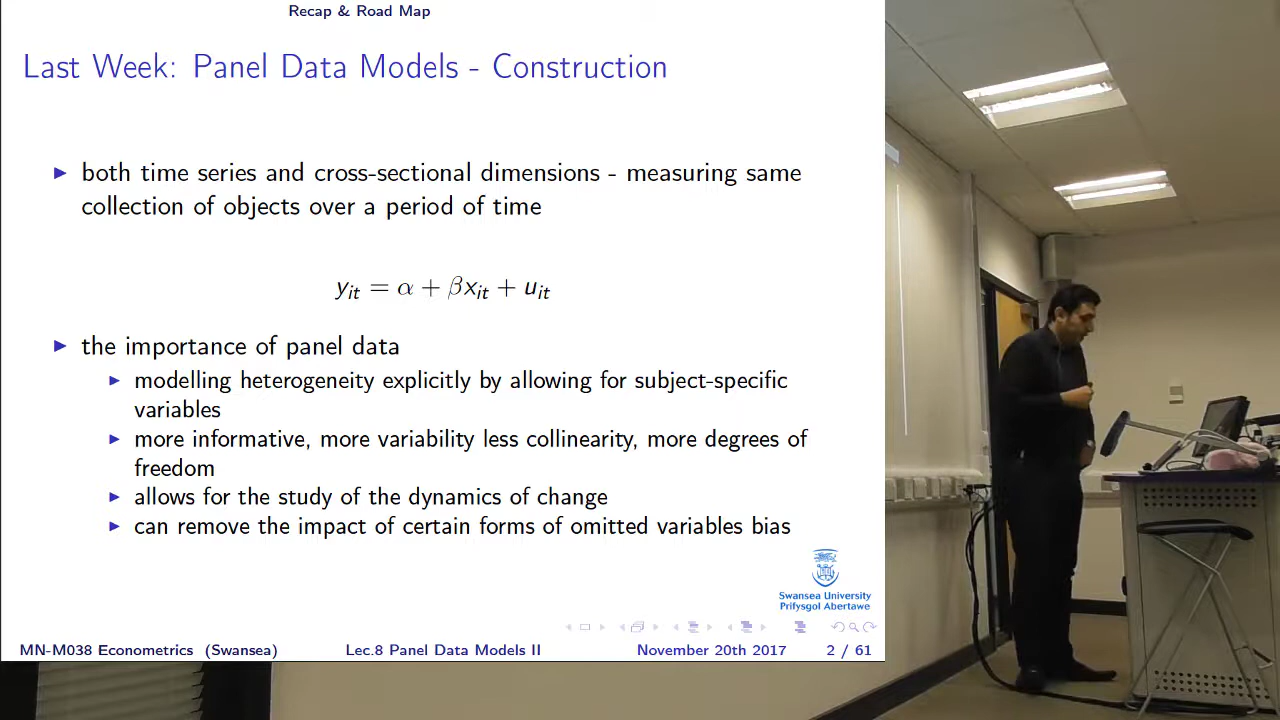 Recap & Road Map
Last Week: Panel Data Models - Construction
both time series and cross-sectional dimensions - measuring same
collection of objects over a period of time
y_it = α + βx_it + u_it
the importance of panel data
modelling heterogeneity explicitly by allowing for subject-specific
variables
more informative, more variability less collinearity, more degrees of
freedom
allows for the study of the dynamics of change
can remove the impact of certain forms of omitted variables bias
Swansea University
Prifysgol Abertawe
MN-M038 Econometrics (Swansea) Lec.8 Panel Data Models II November 20th 2017 2 / 61